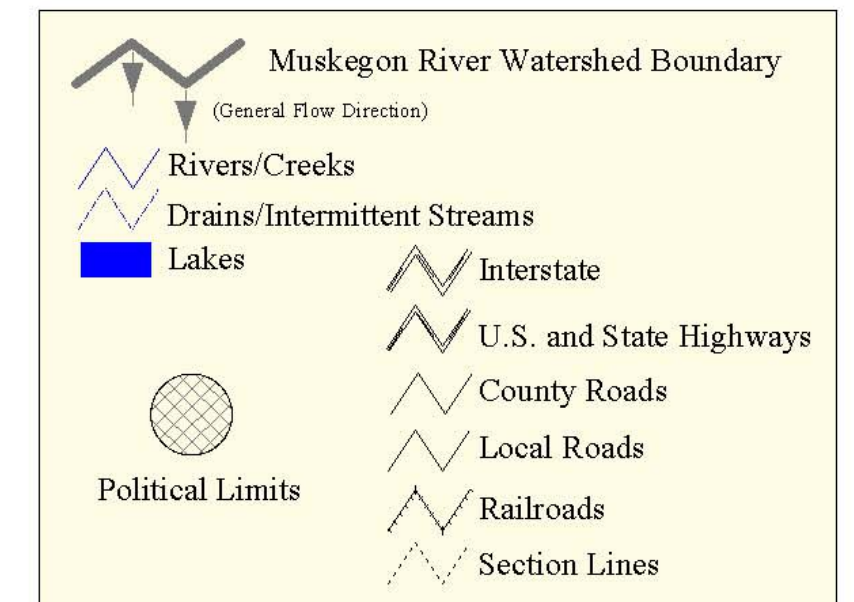 Muskegon River Watershed Boundary
(General Flow Direction)
Rivers/Creeks
Drains/Intermittent Streams
Lakes
Interstate
U.S. and State Highways
County Roads
Local Roads
Railroads
Section Lines
Political Limits